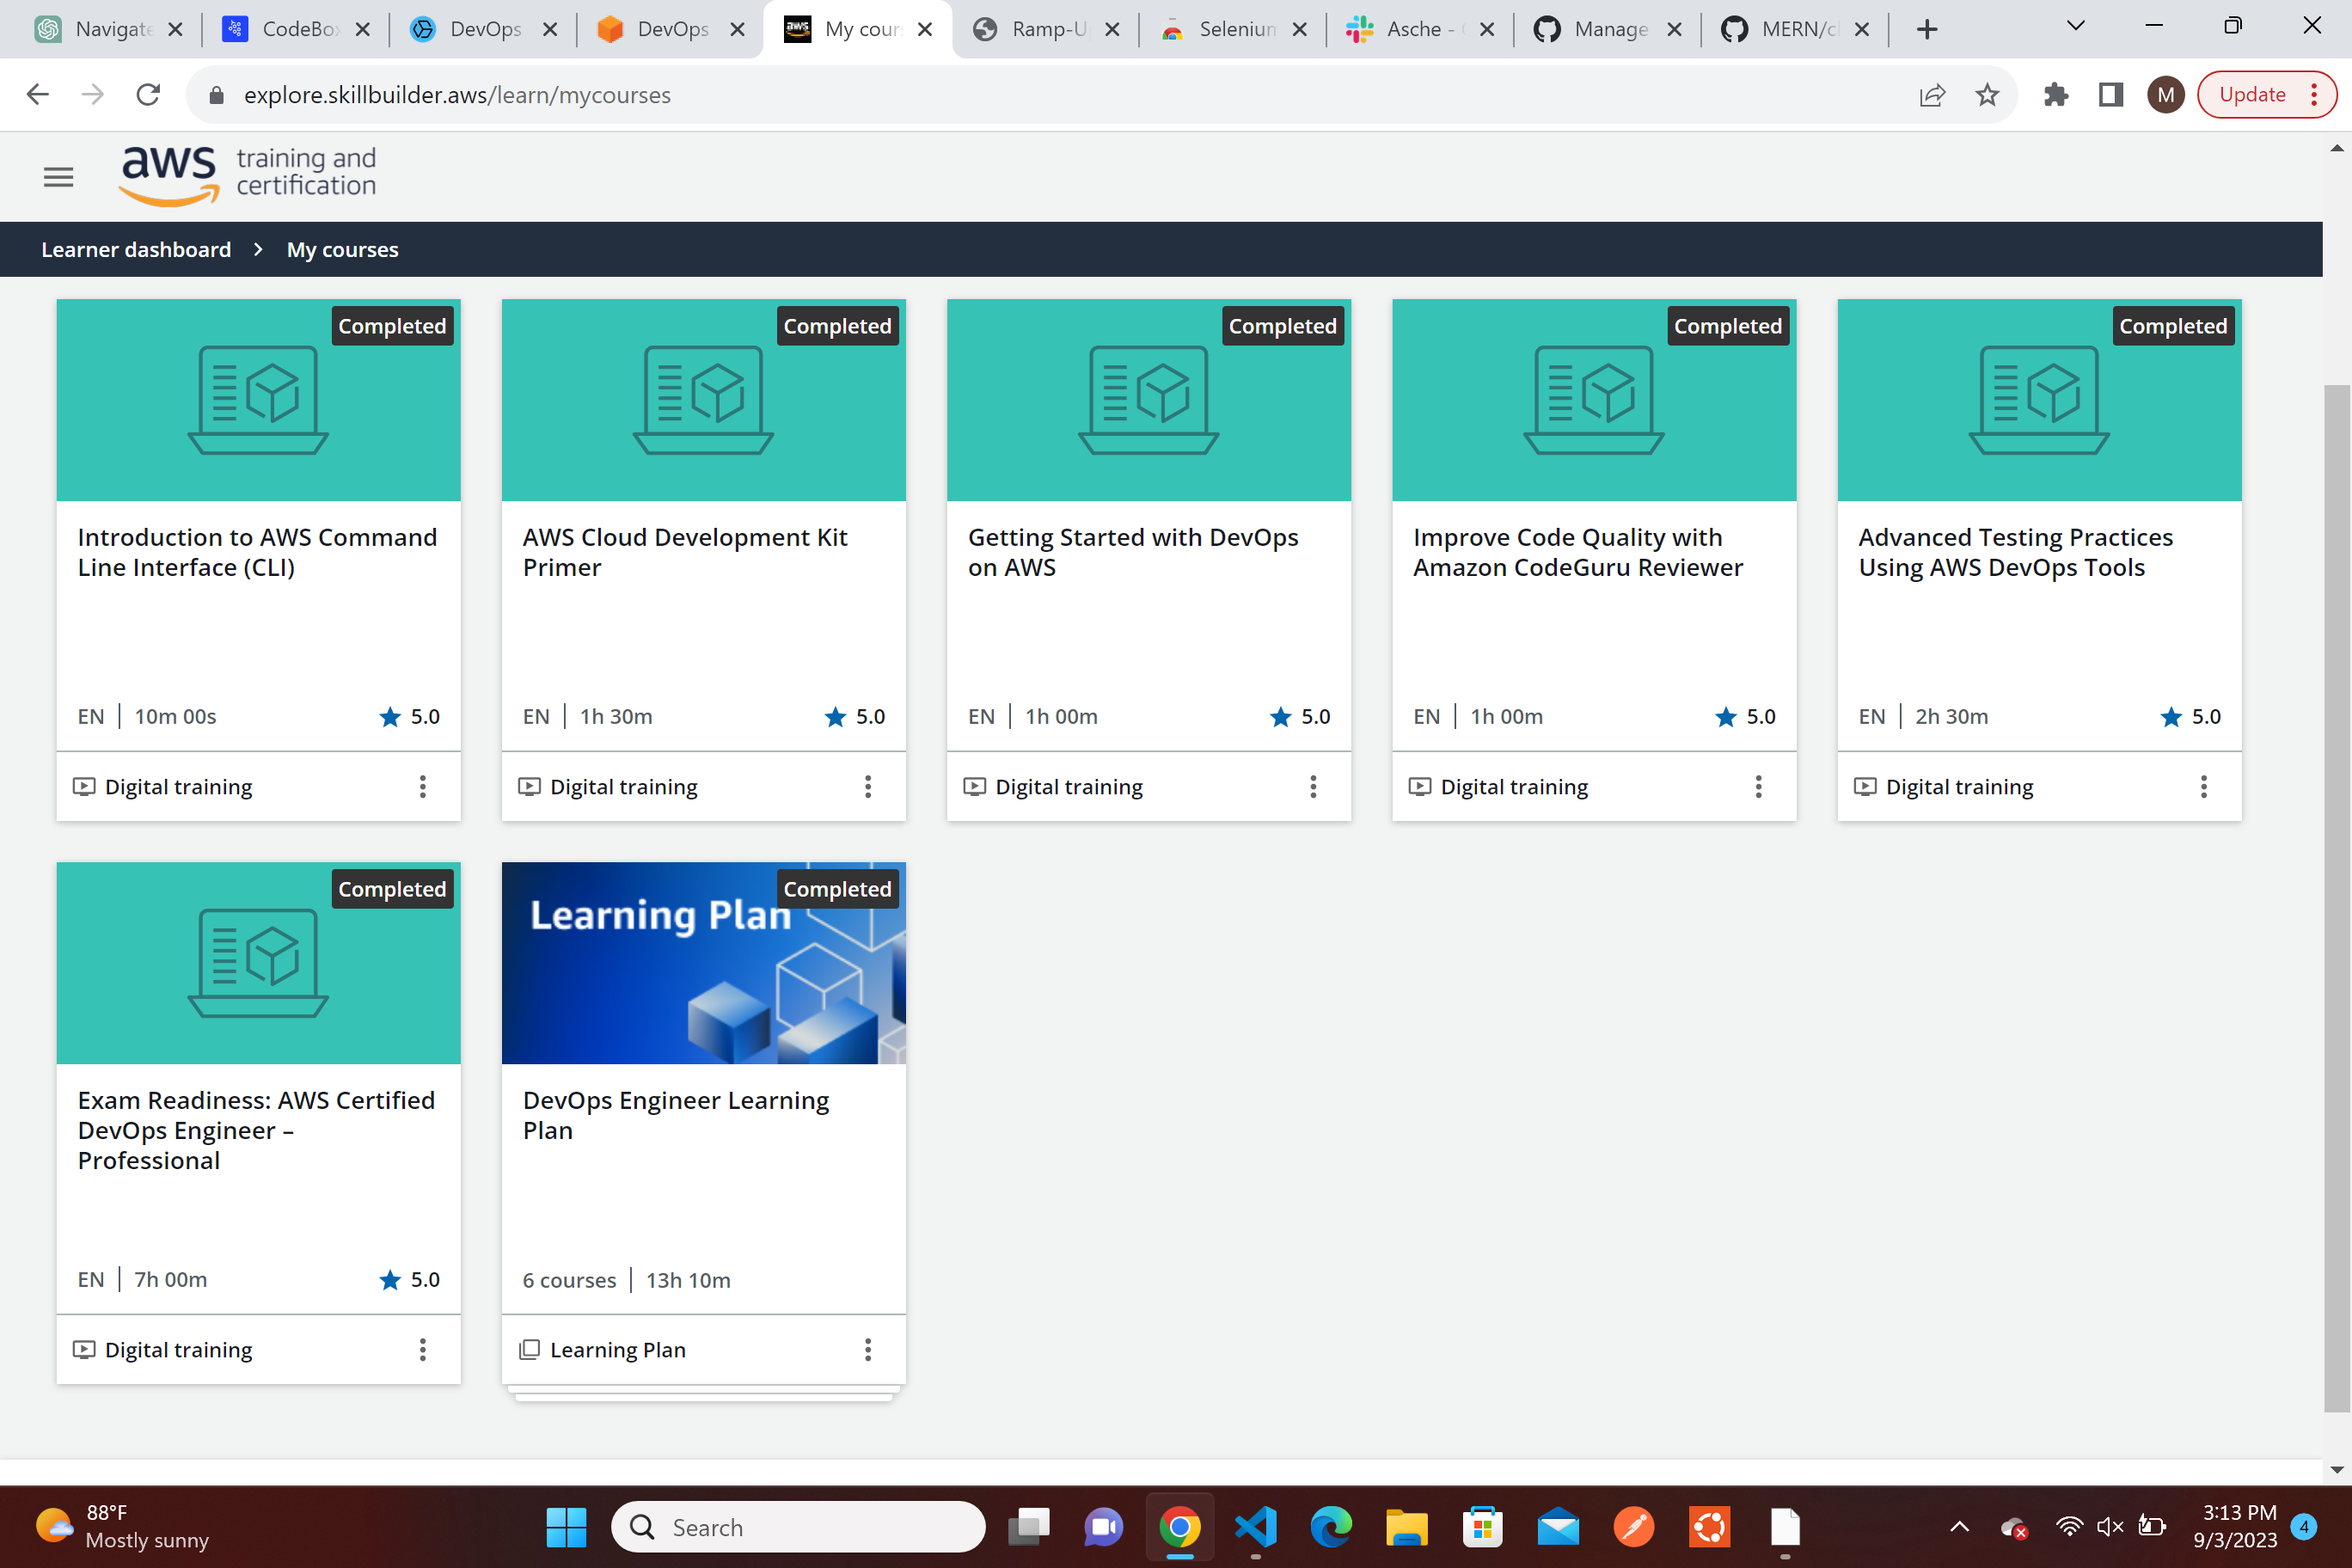 Navigate
CodeBox
DevOps
DevOps
My cour
Ramp-U
Selenium
Asche -
Manage
MERN/cl
explore.skillbuilder.aws/learn/mycourses
M
Update
aws training and
certification
Learner dashboard > My courses
Completed
Completed
Completed
Completed
Completed
Introduction to AWS Command
Line Interface (CLI)
EN | 10m 00s
5.0
Digital training
AWS Cloud Development Kit
Primer
EN | 1h 30m
5.0
Digital training
Getting Started with DevOps
on AWS
EN | 1h 00m
5.0
Digital training
Improve Code Quality with
Amazon CodeGuru Reviewer
EN | 1h 00m
5.0
Digital training
Advanced Testing Practices
Using AWS DevOps Tools
EN | 2h 30m
5.0
Digital training
Completed
Exam Readiness: AWS Certified
DevOps Engineer –
Professional
EN | 7h 00m
5.0
Digital training
Completed
Learning Plan
DevOps Engineer Learning
Plan
6 courses | 13h 10m
Learning Plan
88°F
Mostly sunny
Search
3:13 PM
9/3/2023
4